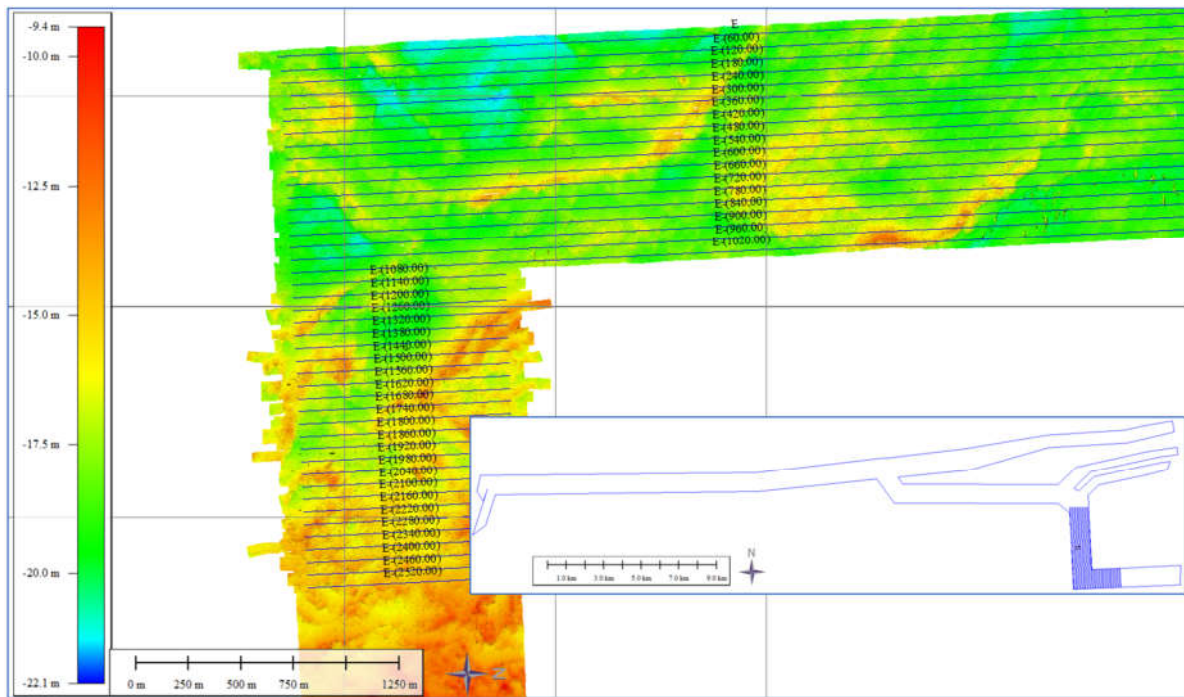 -9.4 m
-10.0 m
-12.5 m
-15.0 m
-17.5 m
-20.0 m
-22.1 m
E
E-(60.00)
E-(120.00)
E-(180.00)
E-(240.00)
E-(300.00)
E-(360.00)
E-(420.00)
E-(480.00)
E-(540.00)
E-(600.00)
E-(660.00)
E-(720.00)
E-(780.00)
E-(840.00)
E-(900.00)
E-(960.00)
E-(1020.00)
E-(1080.00)
E-(1140.00)
E-(1200.00)
E-(1260.00)
E-(1320.00)
E-(1380.00)
E-(1440.00)
E-(1500.00)
E-(1560.00)
E-(1620.00)
E-(1680.00)
E-(1740.00)
E-(1800.00)
E-(1860.00)
E-(1920.00)
E-(1980.00)
E-(2040.00)
E-(2100.00)
E-(2160.00)
E-(2220.00)
E-(2280.00)
E-(2340.00)
E-(2400.00)
E-(2460.00)
E-(2520.00)
N
1.0 km 3.0 km 5.0 km 7.0 km 9.0 km
0 m 250 m 500 m 750 m 1250 m
N